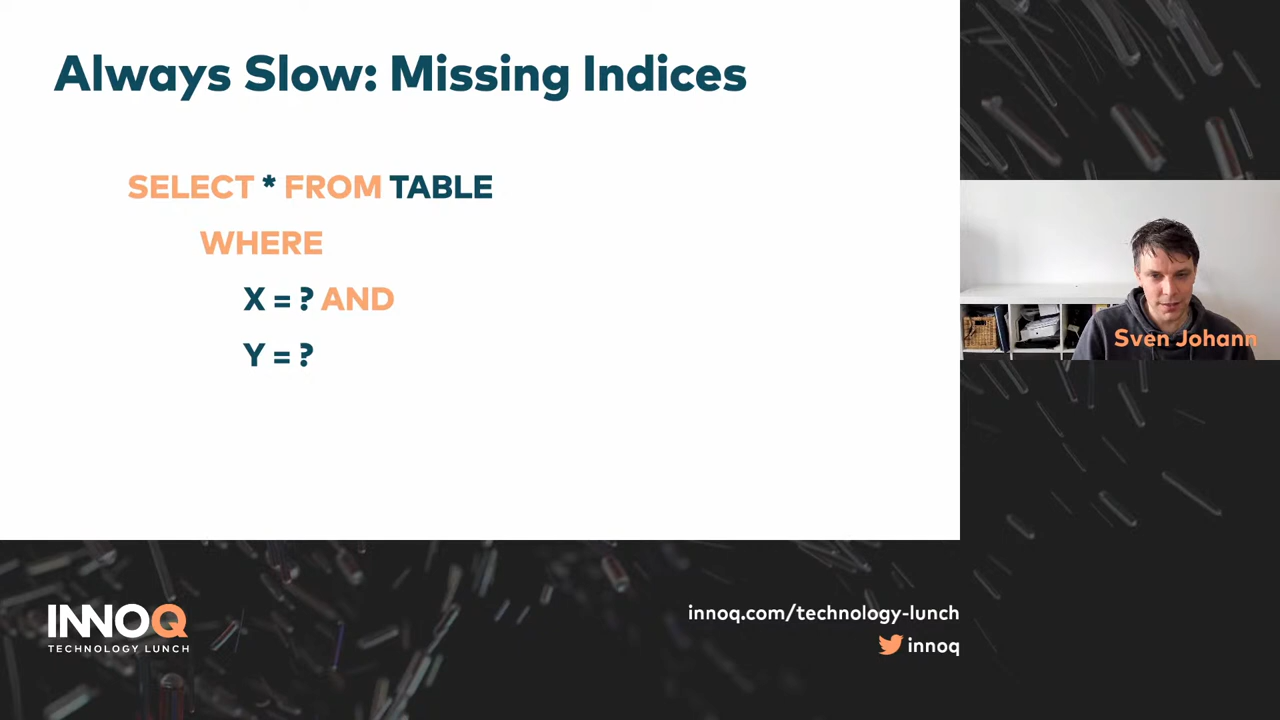 Always Slow: Missing Indices
SELECT * FROM TABLE
WHERE
X = ? AND
Y = ?
Sven Johann
INNOQ
TECHNOLOGY LUNCH
innoq.com/technology-lunch
innoq